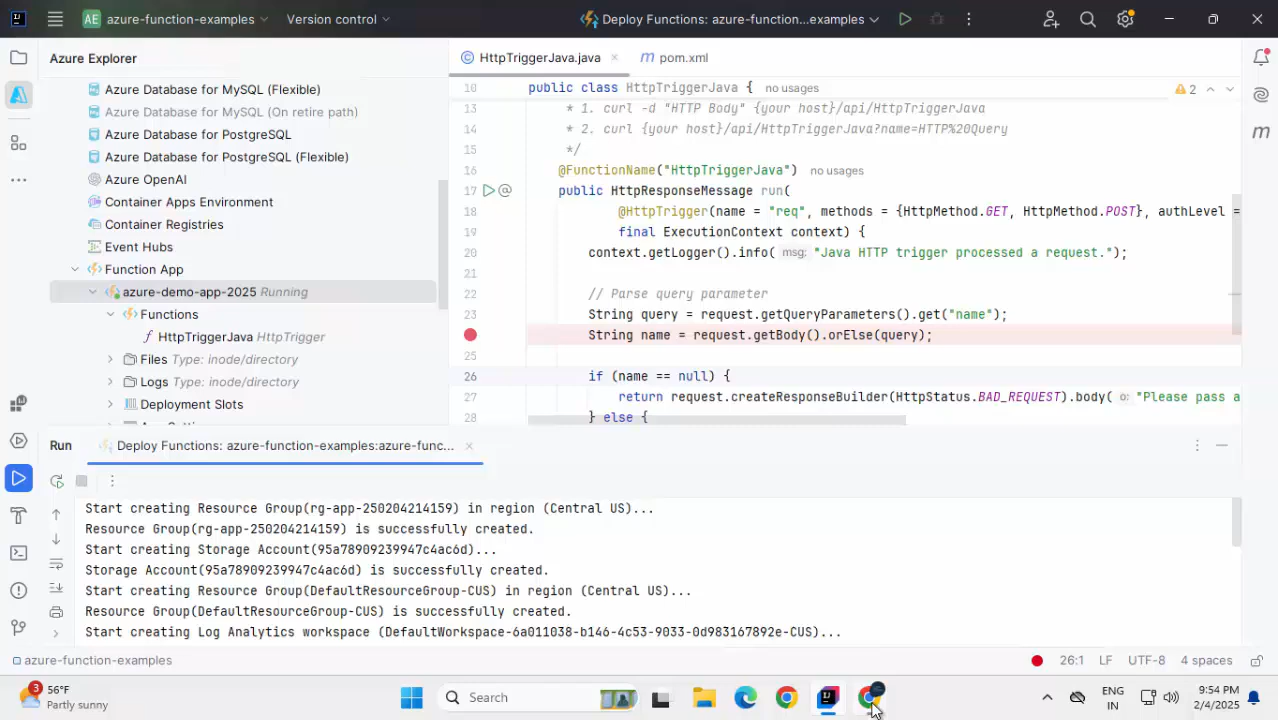 AE azure-function-examples Version control Deploy Functions: azure-function...examples
Azure Explorer
Azure Database for MySQL (Flexible)
Azure Database for MySQL (On retire path)
Azure Database for PostgreSQL
Azure Database for PostgreSQL (Flexible)
Azure OpenAI
Container Apps Environment
Container Registries
Event Hubs
Function App
azure-demo-app-2025 Running
Functions
HttpTriggerJava HttpTrigger
Files Type: inode/directory
Logs Type: inode/directory
Deployment Slots
HttpTriggerJava.java
pom.xml
10 public class HttpTriggerJava { no usages
2
13 * 1. curl -d "HTTP Body" {your host}/api/HttpTriggerJava
14 * 2. curl {your host}/api/HttpTriggerJava?name=HTTP%20Query
15 */
16 @FunctionName("HttpTriggerJava") no usages
17 public HttpResponseMessage run(
18 @HttpTrigger(name = "req", methods = {HttpMethod.GET, HttpMethod.POST}, authLevel =
19 final ExecutionContext context) {
20 context.getLogger().info( msg: "Java HTTP trigger processed a request.");
21
22 // Parse query parameter
23 String query = request.getQueryParameters().get("name");
String name = request.getBody().orElse(query);
25
26 if (name == null) {
27 return request.createResponseBuilder(HttpStatus.BAD_REQUEST).body( o: "Please pass a
28 } else {
Run Deploy Functions: azure-function-examples:azure-func...
Start creating Resource Group(rg-app-250204214159) in region (Central US)...
Resource Group(rg-app-250204214159) is successfully created.
Start creating Storage Account(95a78909239947c4ac6d)...
Storage Account(95a78909239947c4ac6d) is successfully created.
Start creating Resource Group(DefaultResourceGroup-CUS) in region (Central US)...
Resource Group(DefaultResourceGroup-CUS) is successfully created.
Start creating Log Analytics workspace (DefaultWorkspace-6a011038-b146-4c53-9033-0d983167892e-CUS)...
azure-function-examples 26:1 LF UTF-8 4 spaces
3
56°F
Partly sunny
Search
ENG
IN
9:54 PM
2/4/2025